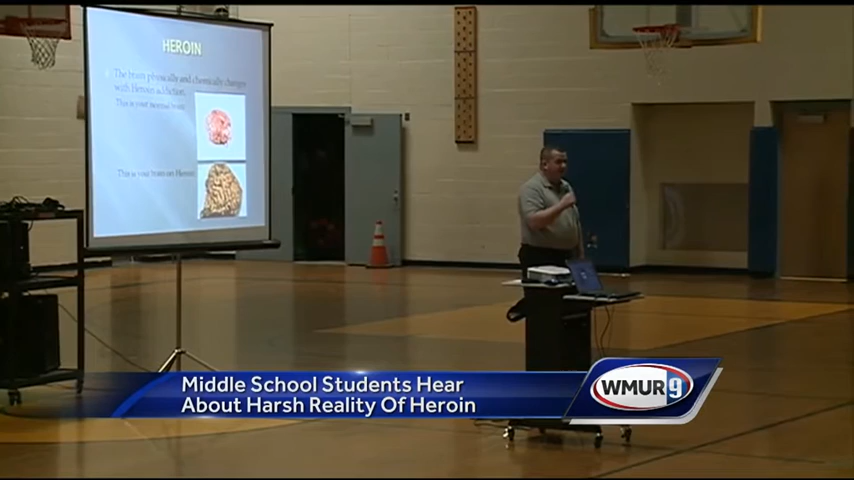 HEROIN
The brain physically and chemically changes
with Heroin addiction.
This is your normal brain
This is your brain on Heroin
Middle School Students Hear
About Harsh Reality Of Heroin
WMUR 9